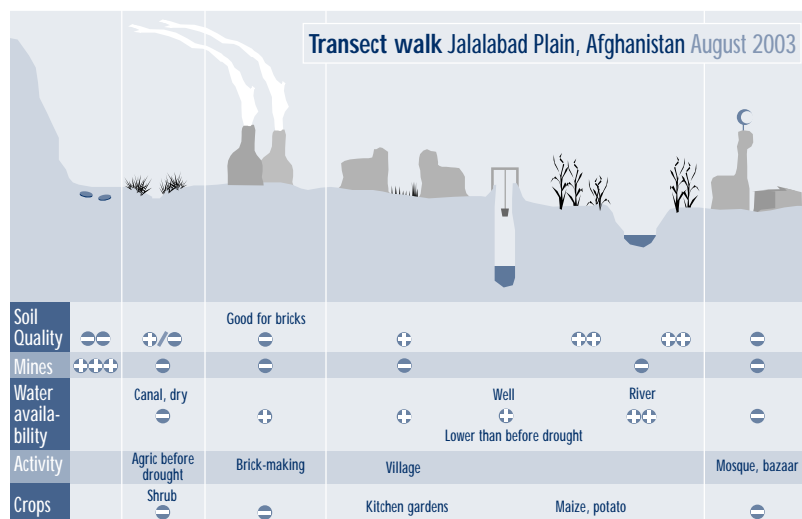 Transect walk Jalalabad Plain, Afghanistan August 2003
Soil
Quality
Good for bricks
Mines
Water
availa-
bility
Canal, dry
Well
River
Lower than before drought
Activity
Agric before
drought
Brick-making
Village
Mosque, bazaar
Crops
Shrub
Kitchen gardens
Maize, potato